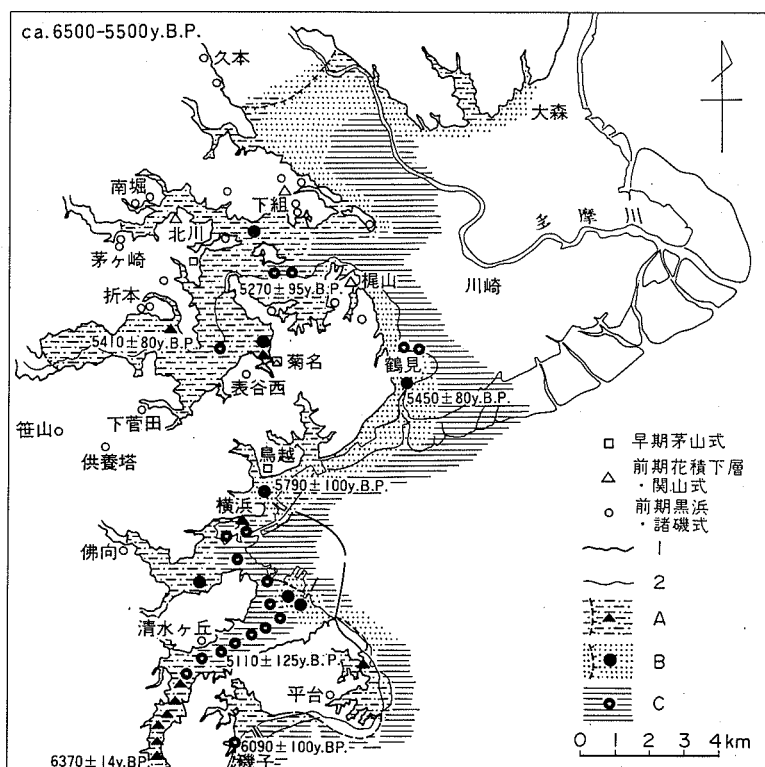 ca.6500-5500y.B.P.
久本
大森
南堀
下組
北川
多摩川
茅ヶ崎
川崎
5270±95y.B.P.
梶山
折本
5410±80y.B.P.
菊名
鶴見
表谷西
5450±80y.B.P.
下菅田
笹山
供養塔
鳥越
5790±100y.B.P.
横浜
佛向
清水ヶ丘
5110±125y.B.P.
平台
6090±100y.BP.
6370±14y.BP.
磯子
早期茅山式
前期花積下層
・関山式
前期黒浜
・諸磯式
1
2
A
B
C
0 1 2 3 4km